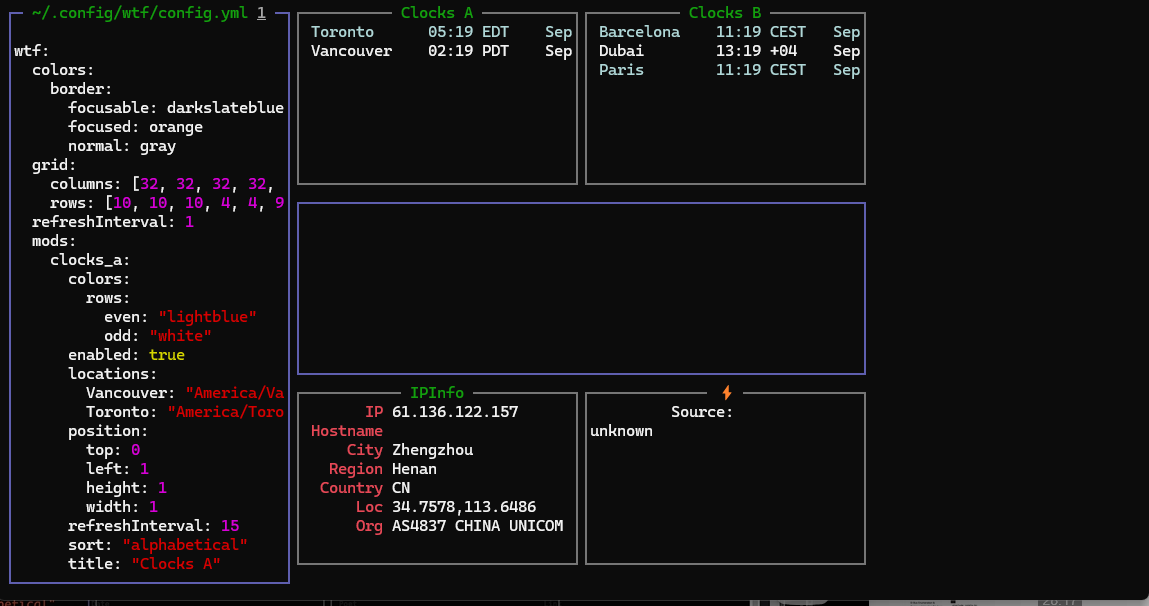 ~/.config/wtf/config.yml 1
wtf:
colors:
border:
focusable: darkslateblue
focused: orange
normal: gray
grid:
columns: [32, 32, 32, 32,
rows: [10, 10, 10, 4, 4, 9
refreshInterval: 1
mods:
clocks_a:
colors:
rows:
even: "lightblue"
odd: "white"
enabled: true
locations:
Vancouver: "America/Va
Toronto: "America/Toro
position:
top: 0
left: 1
height: 1
width: 1
refreshInterval: 15
sort: "alphabetical"
title: "Clocks A"
Clocks A
Toronto 05:19 EDT Sep
Vancouver 02:19 PDT Sep
Clocks B
Barcelona 11:19 CEST Sep
Dubai 13:19 +04 Sep
Paris 11:19 CEST Sep
IPInfo
IP 61.136.122.157
Hostname
City Zhengzhou
Region Henan
Country CN
Loc 34.7578,113.6486
Org AS4837 CHINA UNICOM
Source:
unknown